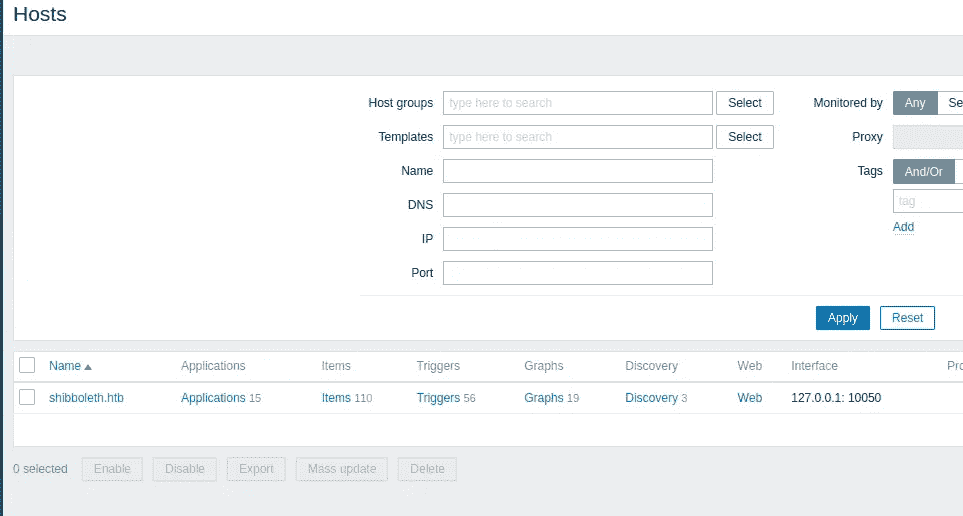 Hosts
Host groups type here to search Select Monitored by Any Se
Templates type here to search Select Proxy
Name Tags And/Or
DNS tag
IP Add
Port
Apply Reset
Name Applications Items Triggers Graphs Discovery Web Interface Pro
shibboleth.htb Applications 15 Items 110 Triggers 56 Graphs 19 Discovery 3 Web 127.0.0.1: 10050
0 selected Enable Disable Export Mass update Delete